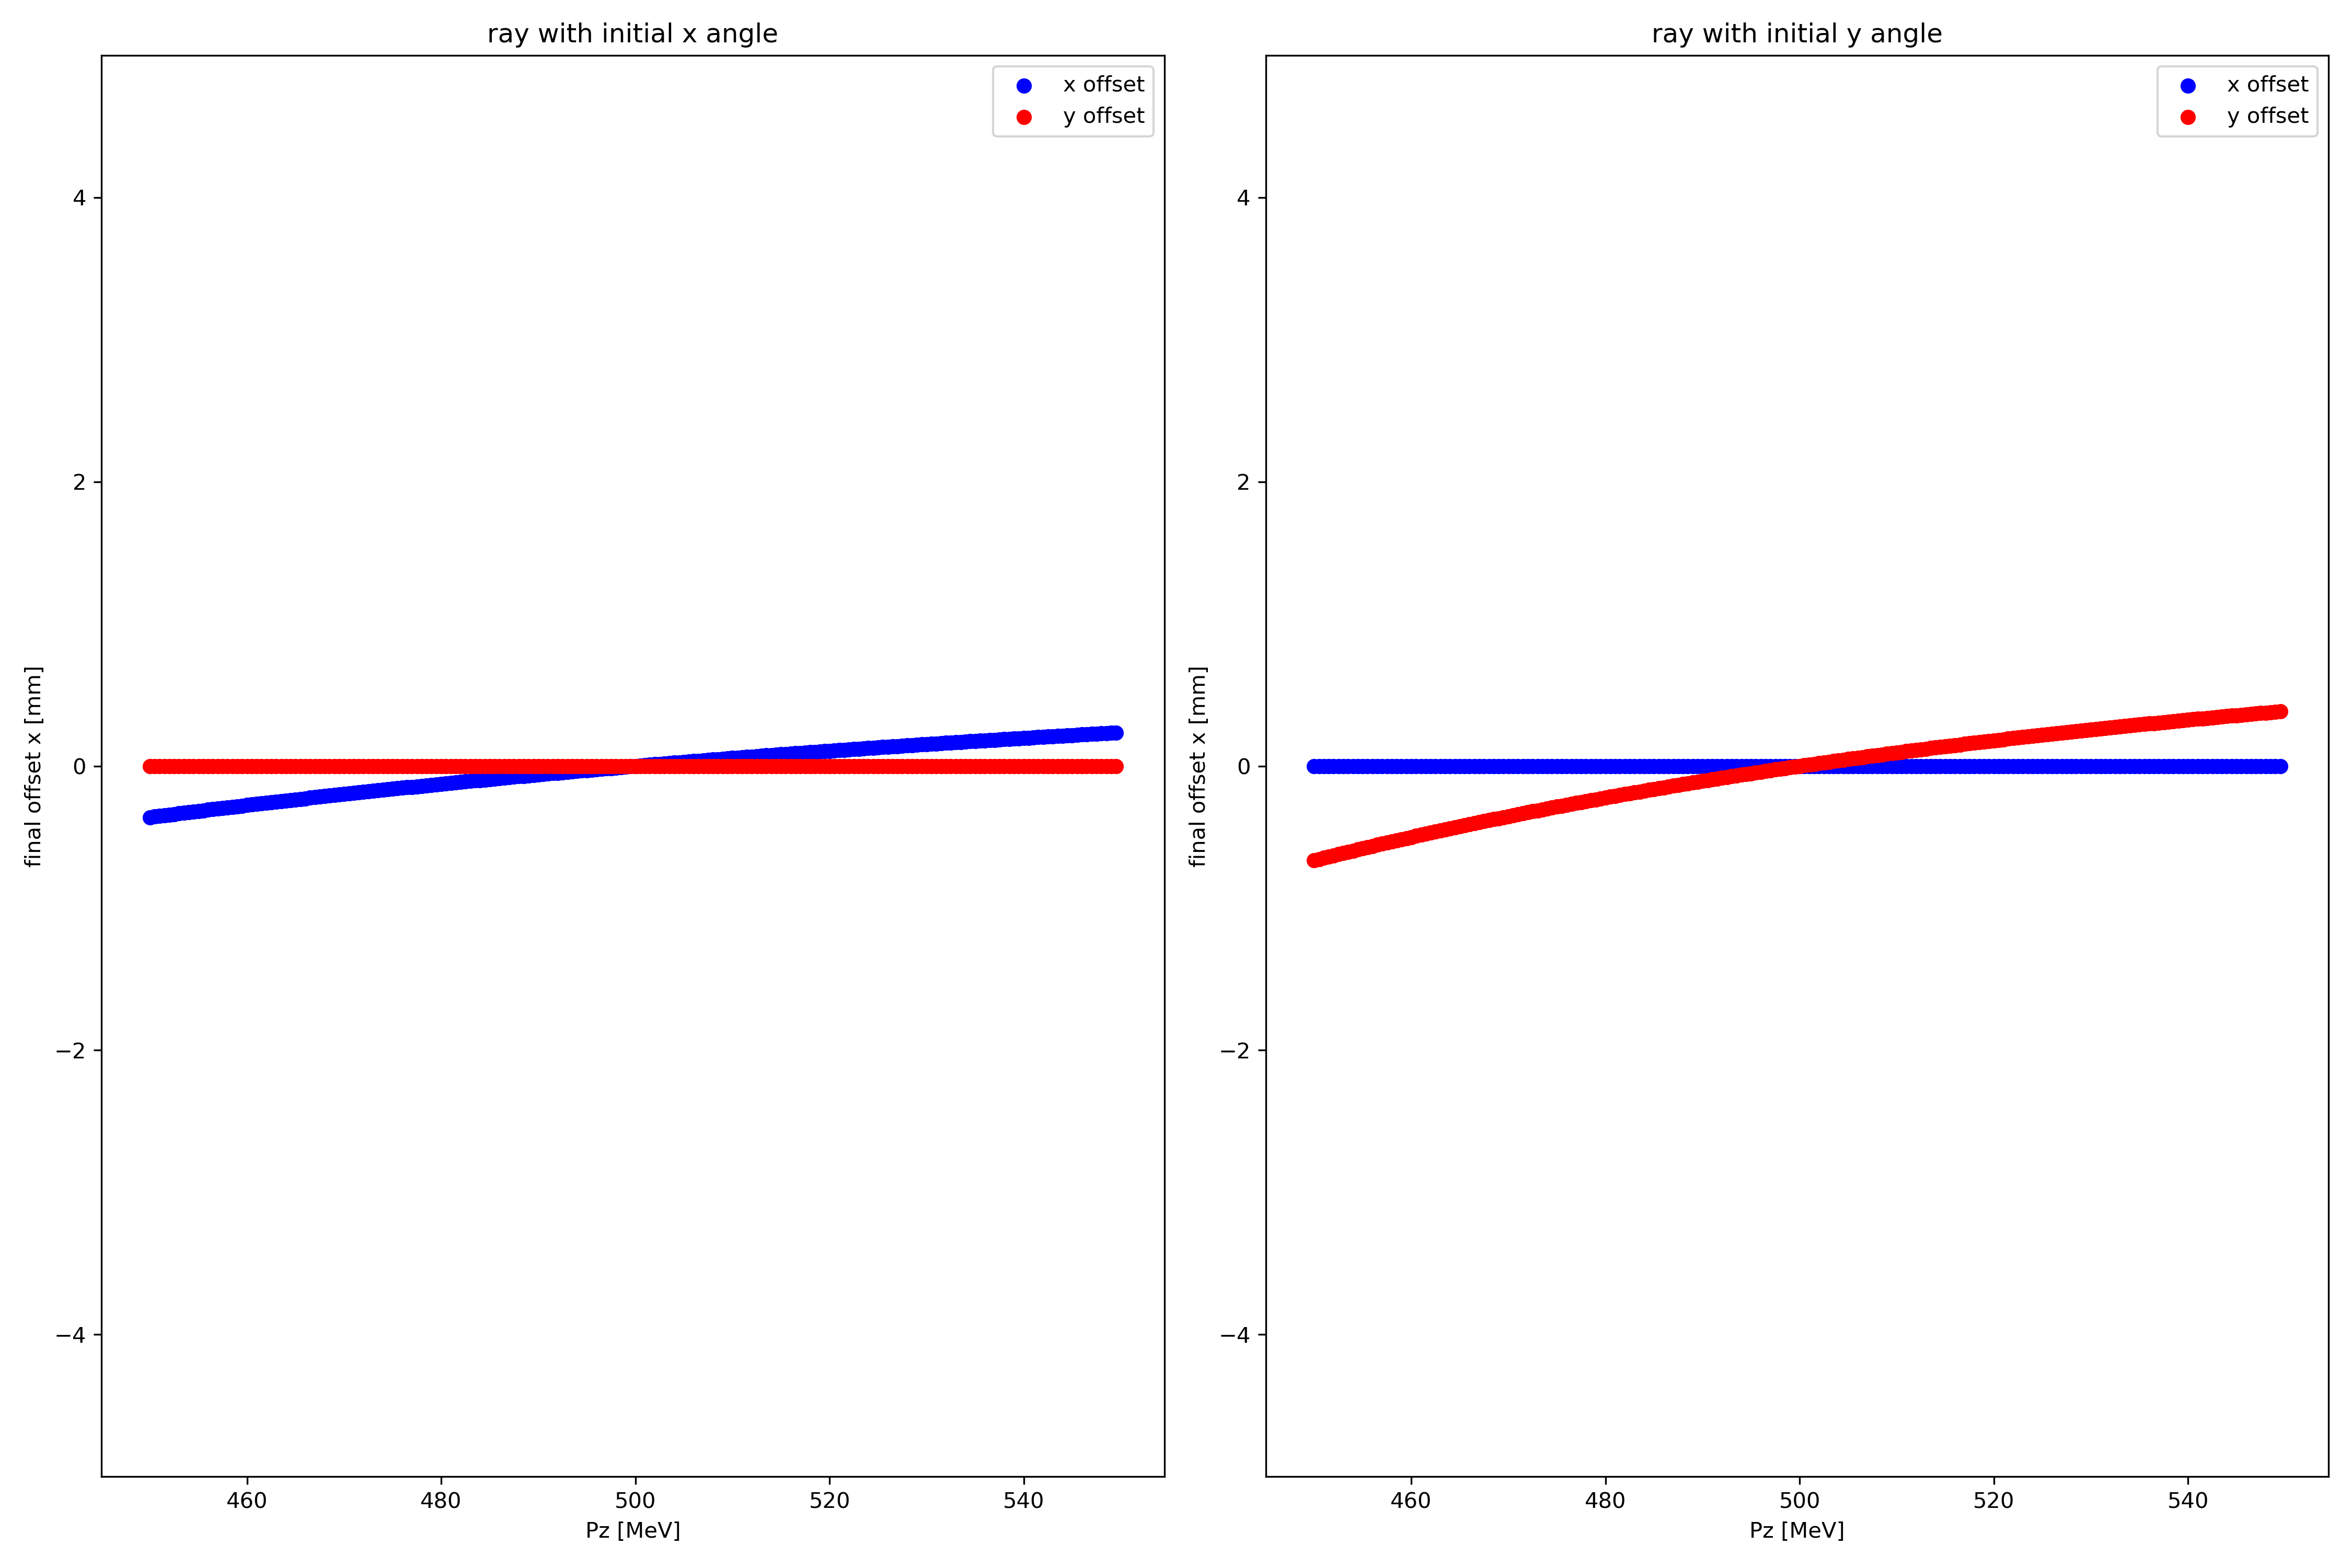 ray with initial x angle
x offset
y offset
4
2
0
−2
−4
final offset x [mm]
460 480 500 520 540
Pz [MeV]
ray with initial y angle
x offset
y offset
4
2
0
−2
−4
final offset x [mm]
460 480 500 520 540
Pz [MeV]